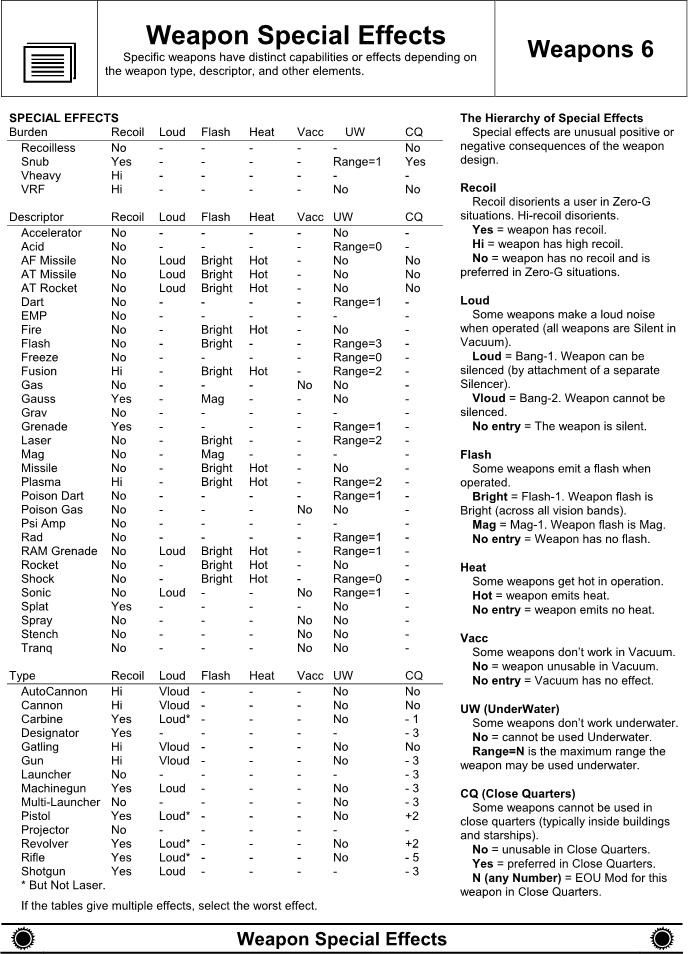 Weapon Special Effects
Specific weapons have distinct capabilities or effects depending on
the weapon type, descriptor, and other elements.
Weapons 6
SPECIAL EFFECTS
Burden Recoil Loud Flash Heat Vacc UW CQ
Recoilless No - - - - - No
Snub Yes - - - - Range=1 Yes
Vheavy Hi - - - - - -
VRF Hi - - - - No No
Descriptor Recoil Loud Flash Heat Vacc UW CQ
Accelerator No - - - - No -
Acid No - - - - Range=0 -
AF Missile No Loud Bright Hot - No No
AT Missile No Loud Bright Hot - No No
AT Rocket No Loud Bright Hot - No No
Dart No - - - - Range=1 -
EMP No - - - - - -
Fire No - Bright Hot - No -
Flash No - Bright - - Range=3 -
Freeze No - - - - Range=0 -
Fusion Hi - Bright Hot - Range=2 -
Gas No - - - No No -
Gauss Yes - Mag - - No -
Grav No - - - - - -
Grenade Yes - - - - Range=1 -
Laser No - Bright - - Range=2 -
Mag No - Mag - - - -
Missile No - Bright Hot - No -
Plasma Hi - Bright Hot - Range=2 -
Poison Dart No - - - - Range=1 -
Poison Gas No - - - No No -
Psi Amp No - - - - - -
Rad No - - - - Range=1 -
RAM Grenade No Loud Bright Hot - Range=1 -
Rocket No - Bright Hot - No -
Shock No - Bright Hot - Range=0 -
Sonic No Loud - - No Range=1 -
Splat Yes - - - - No -
Spray No - - - No No -
Stench No - - - No No -
Tranq No - - - No No -
Type Recoil Loud Flash Heat Vacc UW CQ
AutoCannon Hi Vloud - - - No No
Cannon Hi Vloud - - - No No
Carbine Yes Loud* - - - No - 1
Designator Yes - - - - - - 3
Gatling Hi Vloud - - - No No
Gun Hi Vloud - - - No - 3
Launcher No - - - - - - 3
Machinegun Yes Loud - - - No - 3
Multi-Launcher No - - - - No - 3
Pistol Yes Loud* - - - No +2
Projector No - - - - - -
Revolver Yes Loud* - - - No +2
Rifle Yes Loud* - - - No - 5
Shotgun Yes Loud - - - - - 3
* But Not Laser.
If the tables give multiple effects, select the worst effect.
The Hierarchy of Special Effects
Special effects are unusual positive or
negative consequences of the weapon
design.
Recoil
Recoil disorients a user in Zero-G
situations. Hi-recoil disorients.
Yes = weapon has recoil.
Hi = weapon has high recoil.
No = weapon has no recoil and is
preferred in Zero-G situations.
Loud
Some weapons make a loud noise
when operated (all weapons are Silent in
Vacuum).
Loud = Bang-1. Weapon can be
silenced (by attachment of a separate
Silencer).
Vloud = Bang-2. Weapon cannot be
silenced.
No entry = The weapon is silent.
Flash
Some weapons emit a flash when
operated.
Bright = Flash-1. Weapon flash is
Bright (across all vision bands).
Mag = Mag-1. Weapon flash is Mag.
No entry = Weapon has no flash.
Heat
Some weapons get hot in operation.
Hot = weapon emits heat.
No entry = weapon emits no heat.
Vacc
Some weapons don't work in Vacuum.
No = weapon unusable in Vacuum.
No entry = Vacuum has no effect.
UW (UnderWater)
Some weapons don't work underwater.
No = cannot be used Underwater.
Range=N is the maximum range the
weapon may be used underwater.
CQ (Close Quarters)
Some weapons cannot be used in
close quarters (typically inside buildings
and starships).
No = unusable in Close Quarters.
Yes = preferred in Close Quarters.
N (any Number) = EOU Mod for this
weapon in Close Quarters.
Weapon Special Effects